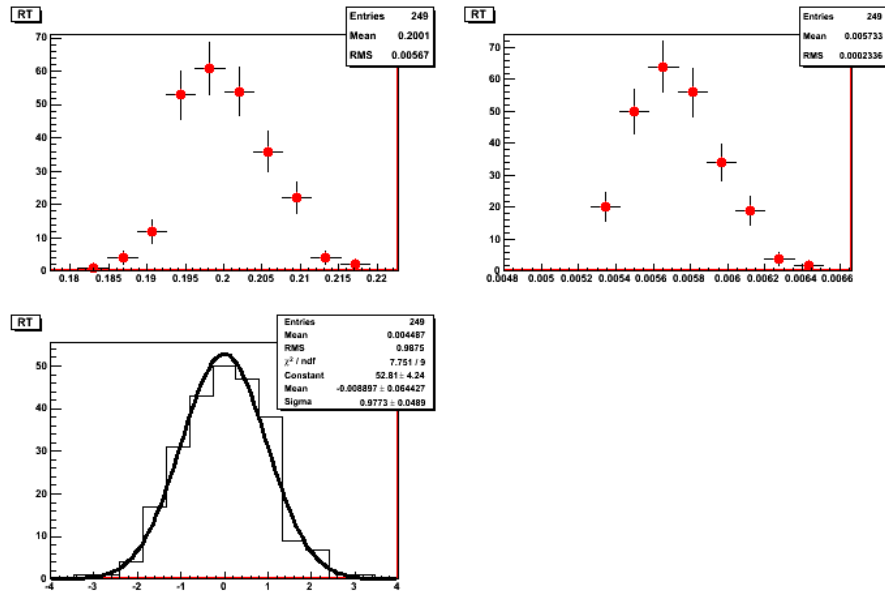 RT
Entries 249
Mean 0.2001
RMS 0.00567
70
60
50
40
30
20
10
0
0.18 0.185 0.19 0.195 0.2 0.205 0.21 0.215 0.22
RT
Entries 249
Mean 0.005733
RMS 0.0002336
70
60
50
40
30
20
10
0
0.0048 0.005 0.0052 0.0054 0.0056 0.0058 0.006 0.0062 0.0064 0.0066
RT
Entries 249
Mean 0.004487
RMS 0.9875
χ² / ndf 7.751 / 9
Constant 52.81 ± 4.24
Mean -0.008897 ± 0.064427
Sigma 0.9773 ± 0.0489
50
40
30
20
10
0
-4 -3 -2 -1 0 1 2 3 4